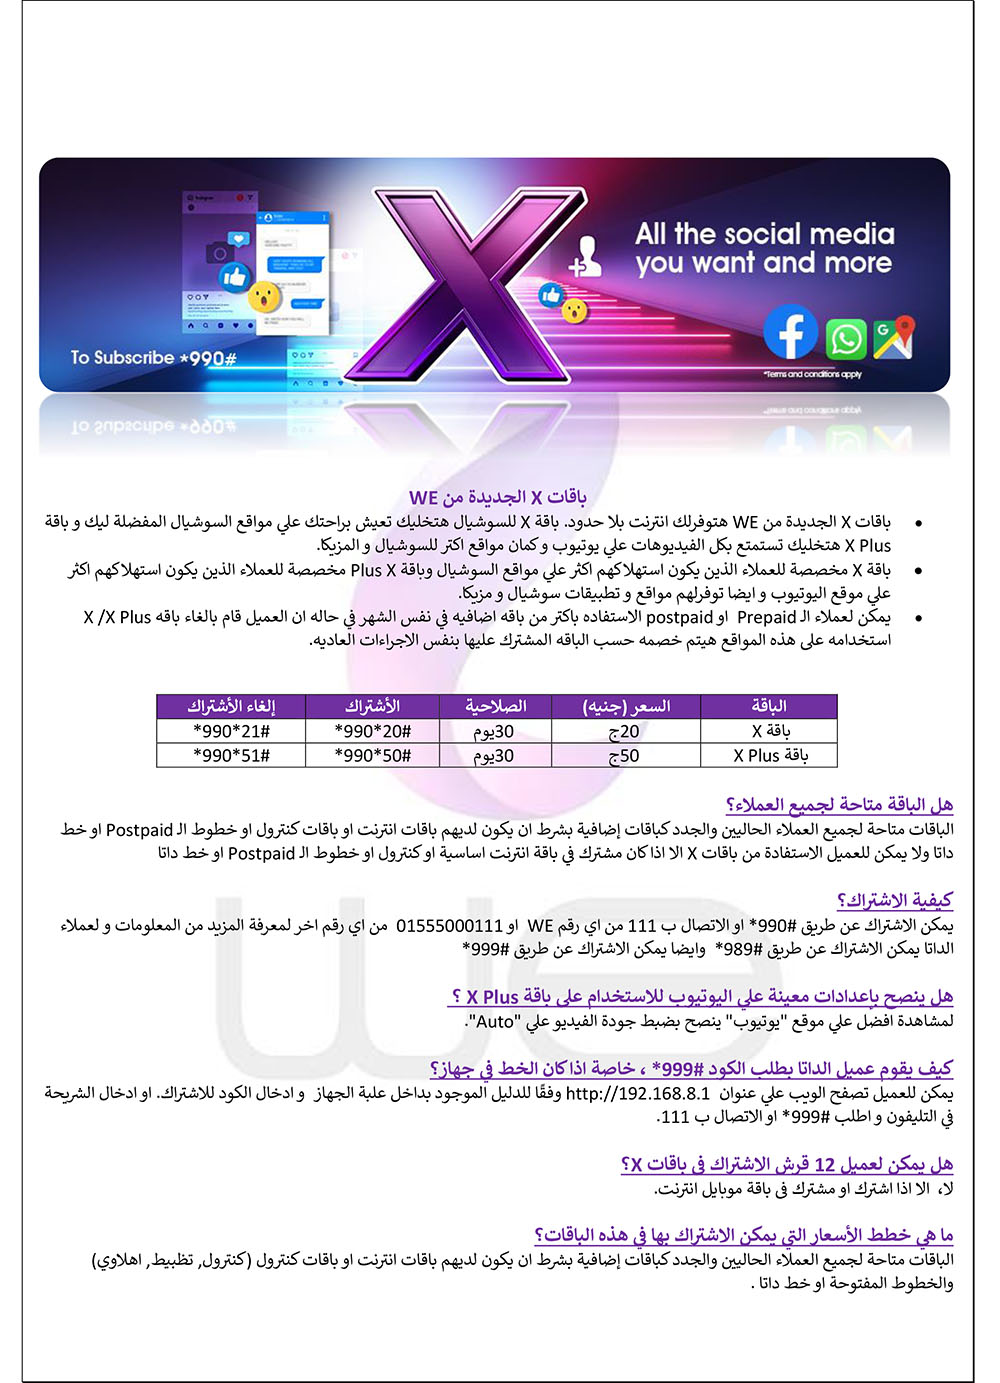 All the social media
you want and more
To Subscribe *990#
*Terms and conditions apply
باقات X الجديدة من WE
باقات X الجديدة من WE هتوفرلك انترنت بلا حدود. باقة X للسوشيال هتخليك تعيش براحتك علي مواقع السوشيال المفضلة ليك و باقة
X Plus هتخليك تستمتع بكل الفيديوهات علي يوتيوب وكمان مواقع اكتر للسوشيال و المزيكا.
باقة X مخصصة للعملاء الذين يكون استهلاكهم اكثر علي مواقع السوشيال وباقة Plus X مخصصة للعملاء الذين يكون استهلاكهم اكثر
علي موقع اليوتيوب و ايضا توفرلهم مواقع و تطبيقات سوشيال و مزيكا.
يمكن لعملاء الـ Prepaid او postpaid الاستفاده باكتر من باقه اضافيه في نفس الشهر في حاله ان العميل قام بالغاء باقه X /X Plus
استخدامه على هذه المواقع هيتم خصمه حسب الباقه المشترك عليها بنفس الاجراءات العاديه.
الباقة السعر (جنيه) الصلاحية الأشتراك إلغاء الأشتراك
باقة X 20ج 30يوم *990*20# *990*21#
باقة X Plus 50ج 30يوم *990*50# *990*51#
هل الباقة متاحة لجميع العملاء؟
الباقات متاحة لجميع العملاء الحاليين والجدد كباقات إضافية بشرط ان يكون لديهم باقات انترنت او باقات كنترول او خطوط الـ Postpaid او خط
داتا ولا يمكن للعميل الاستفادة من باقات X الا اذا كان مشترك في باقة انترنت اساسية او كنترول او خطوط الـ Postpaid او خط داتا
كيفية الاشتراك؟
يمكن الاشتراك عن طريق #990* او الاتصال ب 111 من اي رقم WE او 01555000111 من اي رقم اخر لمعرفة المزيد من المعلومات و لعملاء
الداتا يمكن الاشتراك عن طريق #989* وايضا يمكن الاشتراك عن طريق #999*
هل ينصح بإعدادات معينة علي اليوتيوب للاستخدام على باقة X Plus ؟
لمشاهدة افضل علي موقع "يوتيوب" ينصح بضبط جودة الفيديو علي "Auto".
كيف يقوم عميل الداتا بطلب الكود #999* ، خاصة اذا كان الخط في جهاز؟
يمكن للعميل تصفح الويب علي عنوان http://192.168.8.1 وفقًا للدليل الموجود بداخل علبة الجهاز و ادخال الكود للاشتراك. او ادخال الشريحة
في التليفون و اطلب #999* او الاتصال ب 111.
هل يمكن لعميل 12 قرش الاشتراك فى باقات X؟
لا، الا اذا اشترك او مشترك فى باقة موبايل انترنت.
ما هي خطط الأسعار التي يمكن الاشتراك بها في هذه الباقات؟
الباقات متاحة لجميع العملاء الحاليين والجدد كباقات إضافية بشرط ان يكون لديهم باقات انترنت او باقات كنترول (كنترول, تظبيط, اهلاوي)
والخطوط المفتوحة او خط داتا .
we